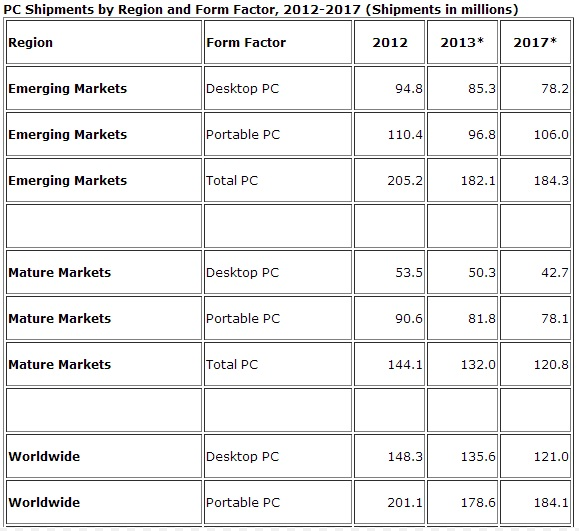 PC Shipments by Region and Form Factor, 2012-2017 (Shipments in millions)
Region Form Factor 2012 2013* 2017*
Emerging Markets Desktop PC 94.8 85.3 78.2
Emerging Markets Portable PC 110.4 96.8 106.0
Emerging Markets Total PC 205.2 182.1 184.3
Mature Markets Desktop PC 53.5 50.3 42.7
Mature Markets Portable PC 90.6 81.8 78.1
Mature Markets Total PC 144.1 132.0 120.8
Worldwide Desktop PC 148.3 135.6 121.0
Worldwide Portable PC 201.1 178.6 184.1